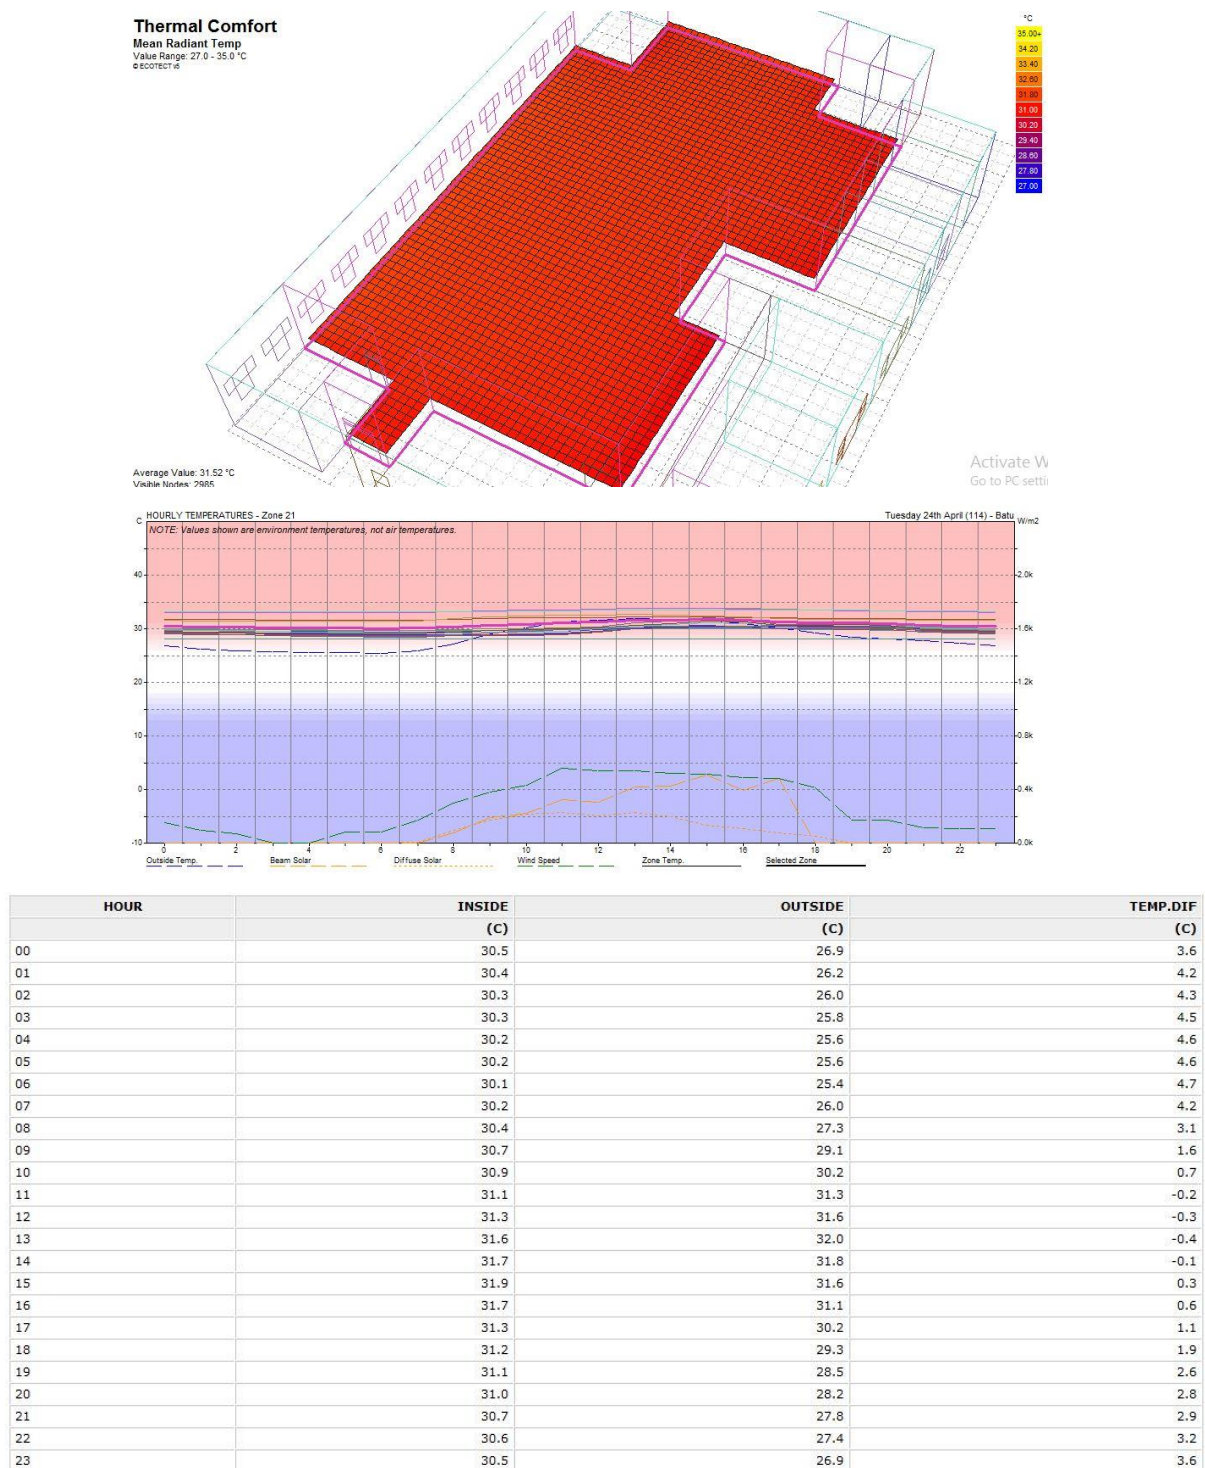 Thermal Comfort
Mean Radiant Temp
Value Range: 27.0 - 35.0 °C
© ECOTECT v5
°C
35.00+
34.20
33.40
32.60
31.80
31.00
30.20
29.40
28.60
27.80
27.00
Average Value: 31.52 °C
Visible Nodes: 2985
Activate W
Go to PC setti
C HOURLY TEMPERATURES - Zone 21 Tuesday 24th April (114) - Batu W/m2
NOTE: Values shown are environment temperatures, not air temperatures.
40 2.0k
30 1.6k
20 1.2k
10 0.8k
0 0.4k
-10 0.0k
0 2 4 6 8 10 12 14 16 18 20 22
Outside Temp. Beam Solar Diffuse Solar Wind Speed Zone Temp. Selected Zone
HOUR INSIDE OUTSIDE TEMP.DIF
(C) (C) (C)
00 30.5 26.9 3.6
01 30.4 26.2 4.2
02 30.3 26.0 4.3
03 30.3 25.8 4.5
04 30.2 25.6 4.6
05 30.2 25.6 4.6
06 30.1 25.4 4.7
07 30.2 26.0 4.2
08 30.4 27.3 3.1
09 30.7 29.1 1.6
10 30.9 30.2 0.7
11 31.1 31.3 -0.2
12 31.3 31.6 -0.3
13 31.6 32.0 -0.4
14 31.7 31.8 -0.1
15 31.9 31.6 0.3
16 31.7 31.1 0.6
17 31.3 30.2 1.1
18 31.2 29.3 1.9
19 31.1 28.5 2.6
20 31.0 28.2 2.8
21 30.7 27.8 2.9
22 30.6 27.4 3.2
23 30.5 26.9 3.6